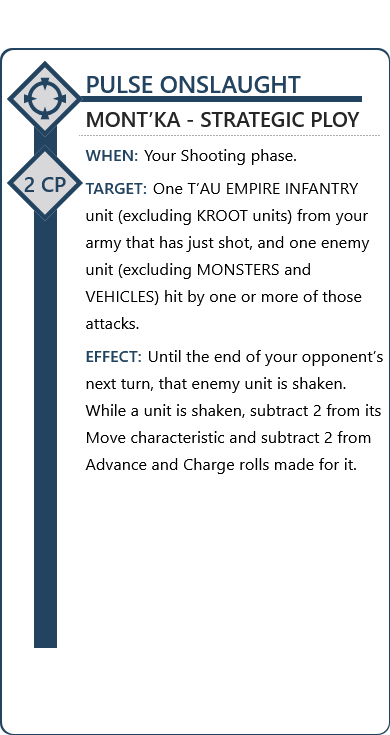 PULSE ONSLAUGHT
MONT'KA - STRATEGIC PLOY
2 CP
WHEN: Your Shooting phase.
TARGET: One T'AU EMPIRE INFANTRY
unit (excluding KROOT units) from your
army that has just shot, and one enemy
unit (excluding MONSTERS and
VEHICLES) hit by one or more of those
attacks.
EFFECT: Until the end of your opponent's
next turn, that enemy unit is shaken.
While a unit is shaken, subtract 2 from its
Move characteristic and subtract 2 from
Advance and Charge rolls made for it.